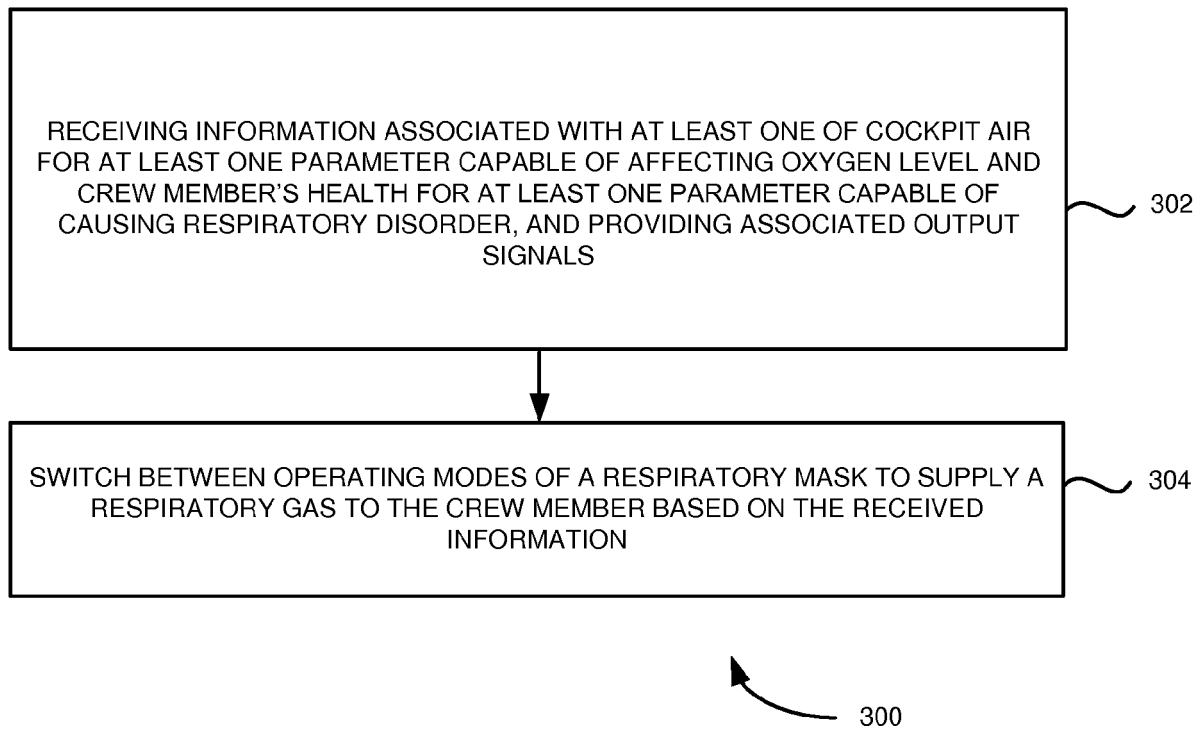 RECEIVING INFORMATION ASSOCIATED WITH AT LEAST ONE OF COCKPIT AIR
FOR AT LEAST ONE PARAMETER CAPABLE OF AFFECTING OXYGEN LEVEL AND
CREW MEMBER'S HEALTH FOR AT LEAST ONE PARAMETER CAPABLE OF
CAUSING RESPIRATORY DISORDER, AND PROVIDING ASSOCIATED OUTPUT
SIGNALS
302
SWITCH BETWEEN OPERATING MODES OF A RESPIRATORY MASK TO SUPPLY A
RESPIRATORY GAS TO THE CREW MEMBER BASED ON THE RECEIVED
INFORMATION
304
300